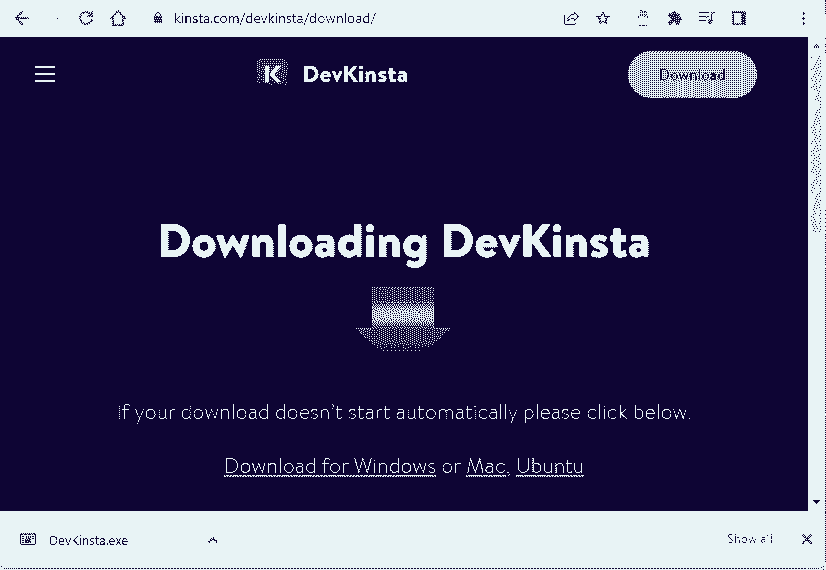 kinsta.com/devkinsta/download/
K DevKinsta
Download
Downloading DevKinsta
If your download doesn't start automatically please click below.
Download for Windows or Mac, Ubuntu
DevKinsta.exe
Show all